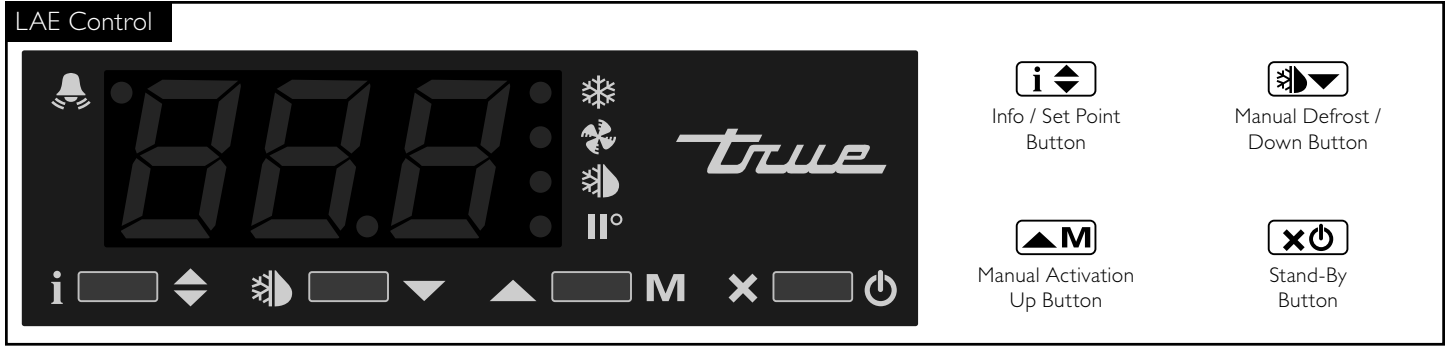 LAE Control
true
i M
i
Info / Set Point
Button
Manual Defrost /
Down Button
M
Manual Activation
Up Button
Stand-By
Button